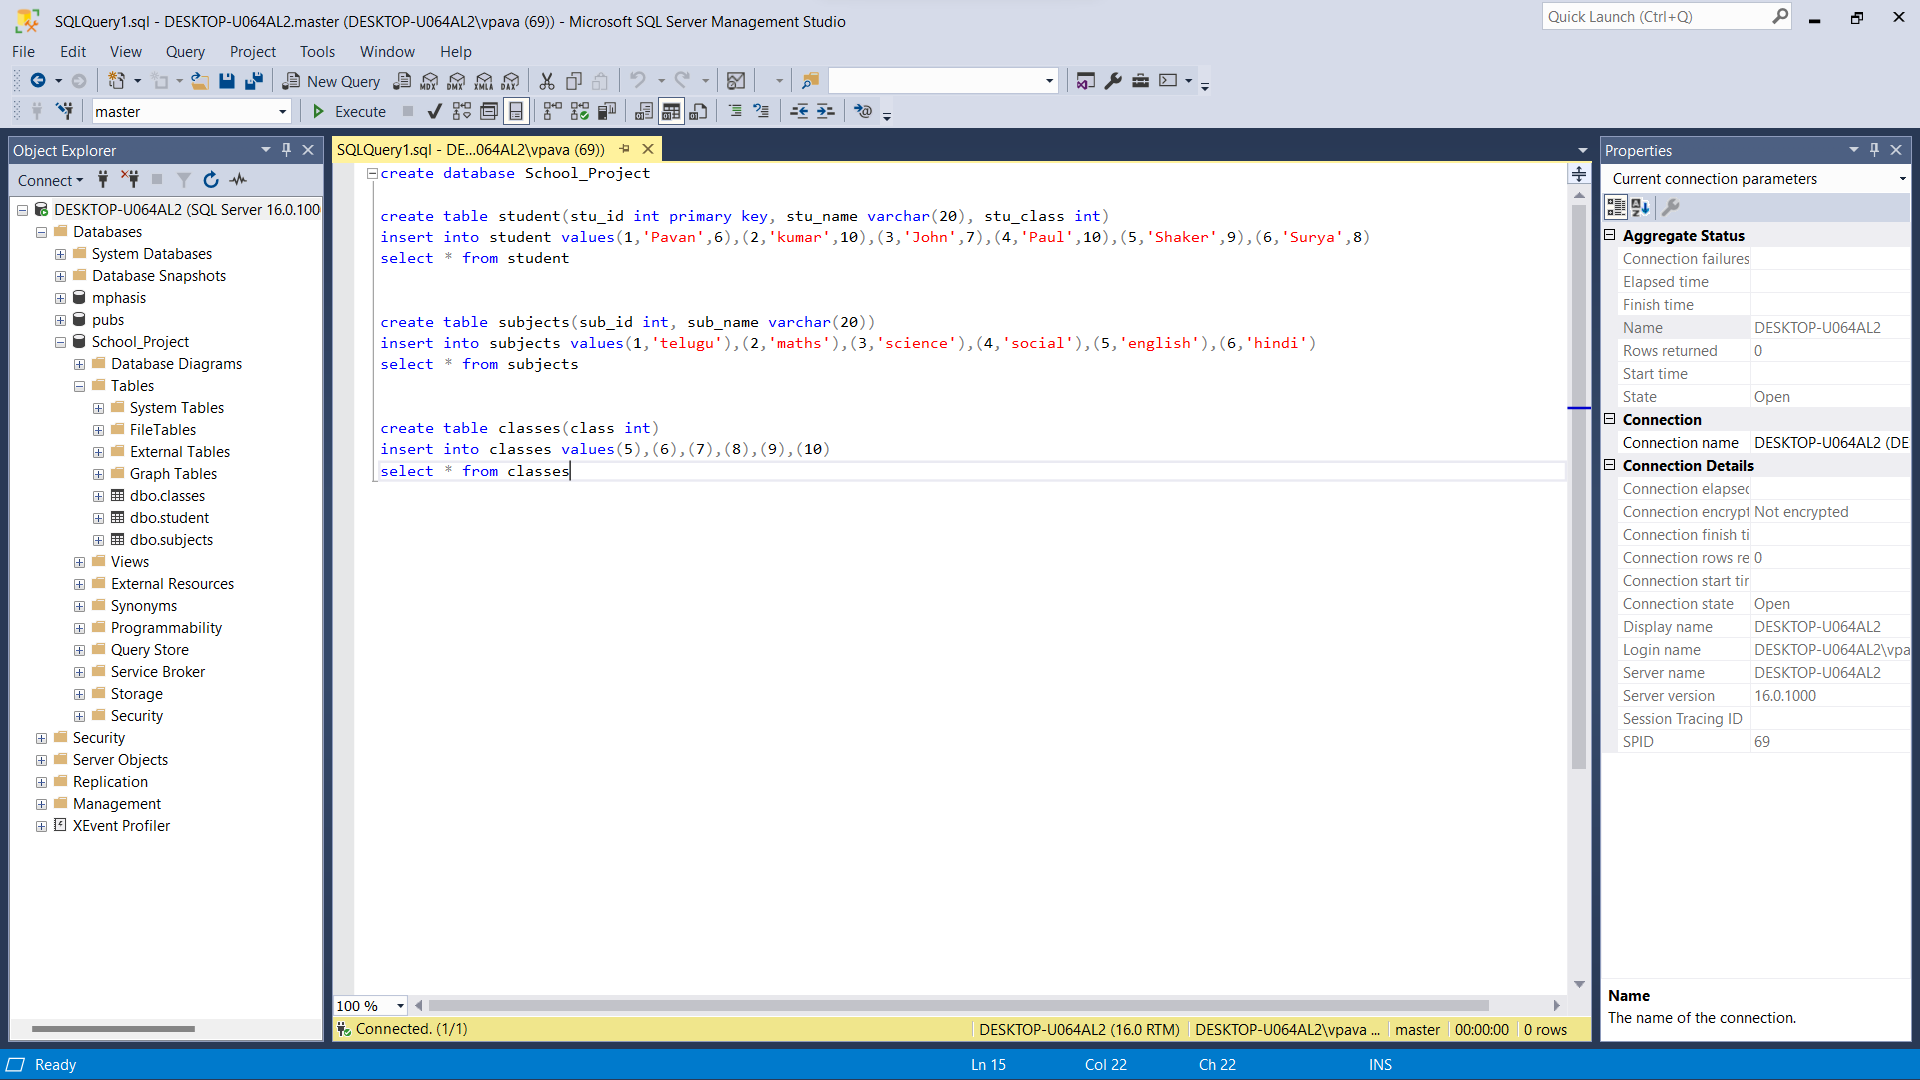 SQLQuery1.sql - DESKTOP-U064AL2.master (DESKTOP-U064AL2\vpava (69)) - Microsoft SQL Server Management Studio
Quick Launch (Ctrl+Q)
File Edit View Query Project Tools Window Help
New Query MDX DMX XMLA DAX
master Execute
Object Explorer
Connect
DESKTOP-U064AL2 (SQL Server 16.0.100
Databases
System Databases
Database Snapshots
mphasis
pubs
School_Project
Database Diagrams
Tables
System Tables
FileTables
External Tables
Graph Tables
dbo.classes
dbo.student
dbo.subjects
Views
External Resources
Synonyms
Programmability
Query Store
Service Broker
Storage
Security
Security
Server Objects
Replication
Management
XEvent Profiler
SQLQuery1.sql - DE...064AL2\vpava (69))
create database School_Project
create table student(stu_id int primary key, stu_name varchar(20), stu_class int)
insert into student values(1,'Pavan',6),(2,'kumar',10),(3,'John',7),(4,'Paul',10),(5,'Shaker',9),(6,'Surya',8)
select * from student
create table subjects(sub_id int, sub_name varchar(20))
insert into subjects values(1,'telugu'),(2,'maths'),(3,'science'),(4,'social'),(5,'english'),(6,'hindi')
select * from subjects
create table classes(class int)
insert into classes values(5),(6),(7),(8),(9),(10)
select * from classes
100 %
Connected. (1/1) DESKTOP-U064AL2 (16.0 RTM) DESKTOP-U064AL2\vpava ... master 00:00:00 0 rows
Properties
Current connection parameters
Aggregate Status
Connection failures
Elapsed time
Finish time
Name DESKTOP-U064AL2
Rows returned 0
Start time
State Open
Connection
Connection name DESKTOP-U064AL2 (DE
Connection Details
Connection elapsed
Connection encrypt Not encrypted
Connection finish ti
Connection rows re 0
Connection start tir
Connection state Open
Display name DESKTOP-U064AL2
Login name DESKTOP-U064AL2\vpa
Server name DESKTOP-U064AL2
Server version 16.0.1000
Session Tracing ID
SPID 69
Name
The name of the connection.
Ready Ln 15 Col 22 Ch 22 INS